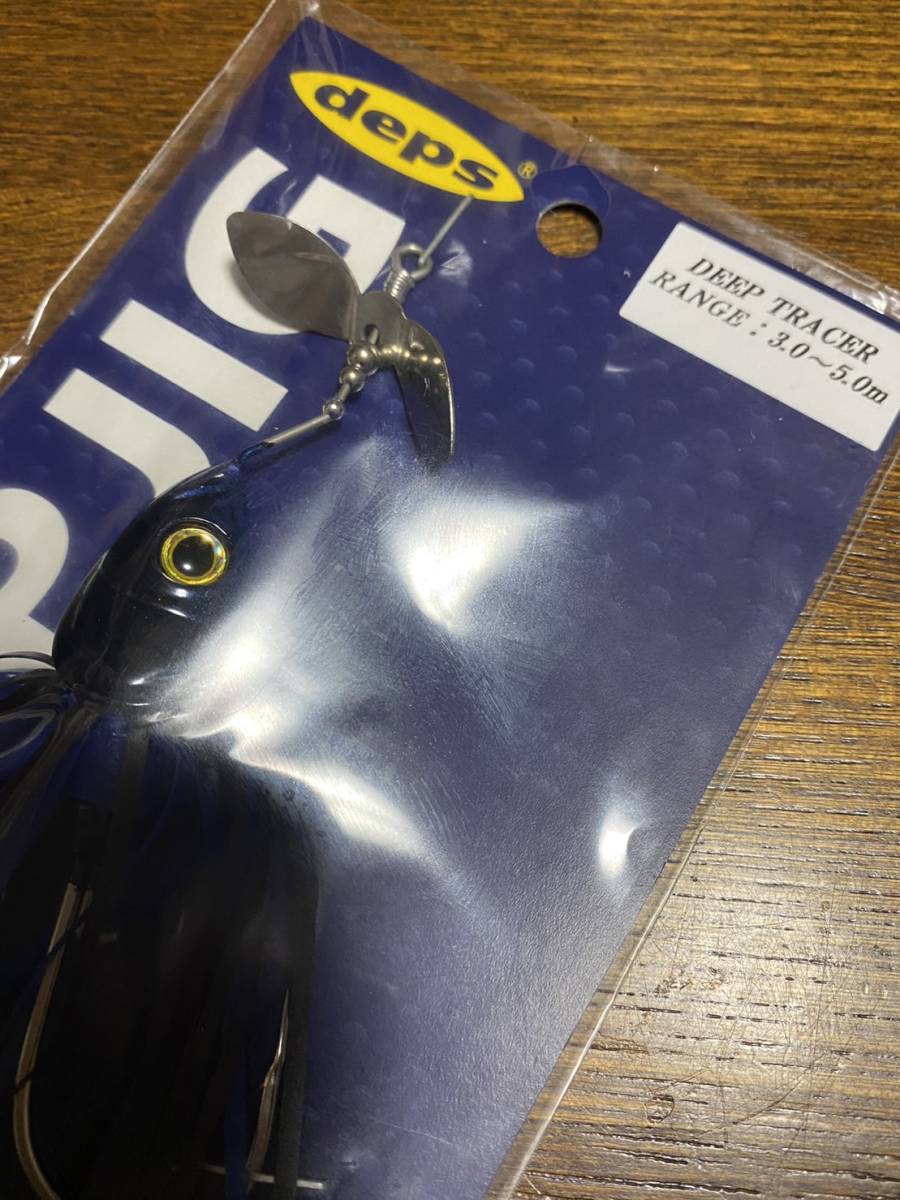 deps®
DEEP TRACER
RANGE : 3.0~5.0m